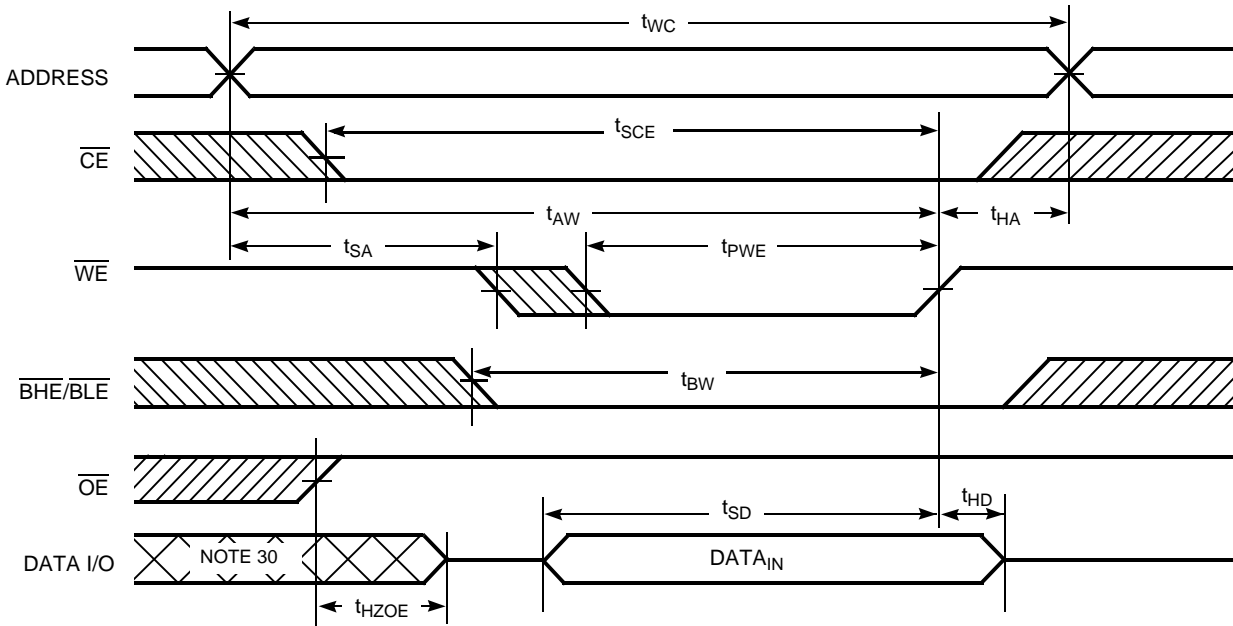 tWC
ADDRESS
tSCE
CE
tAW
tHA
tSA
tPWE
WE
tBW
BHE/BLE
OE
tSD
tHD
DATA I/O
NOTE 30
DATAIN
tHZOE